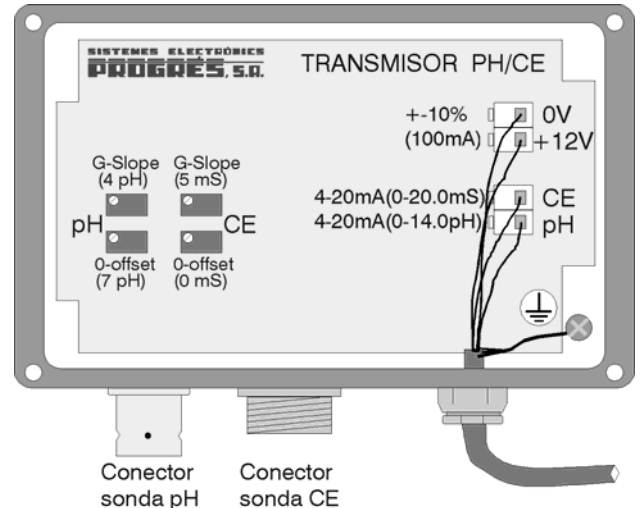 SISTEMES ELECTRÒNICS
PROGRÉS, S.A.
TRANSMISOR PH/CE
+-10%
(100mA)
0V
+12V
G-Slope
(4 pH)
G-Slope
(5 mS)
pH
CE
0-offset
(7 pH)
0-offset
(0 mS)
4-20mA(0-20.0mS)
CE
4-20mA(0-14.0pH)
pH
Conector
sonda pH
Conector
sonda CE